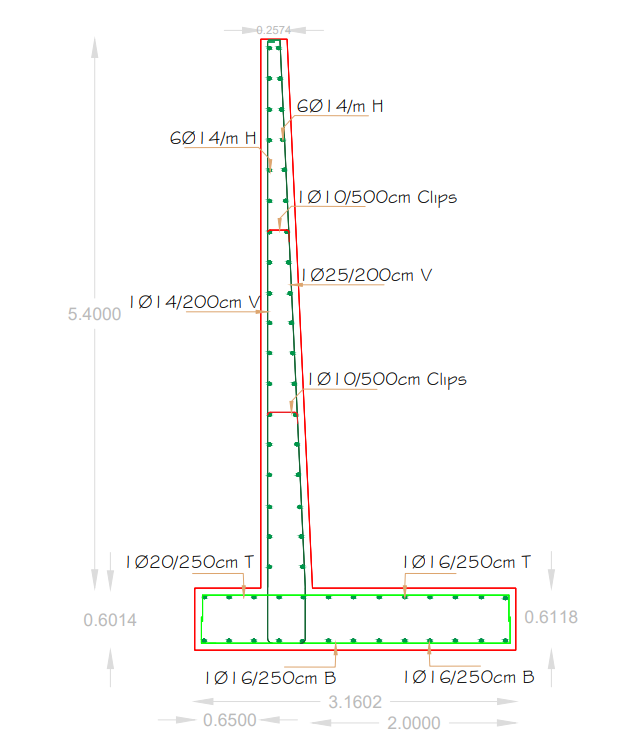 0.2574
6Ø14/m H
6Ø14/m H
1Ø10/500cm Clips
1Ø25/200cm V
1Ø14/200cm V
5.4000
1Ø10/500cm Clips
1Ø20/250cm T
1Ø16/250cm T
0.6014
0.6118
1Ø16/250cm B
1Ø16/250cm B
3.1602
0.6500
2.0000